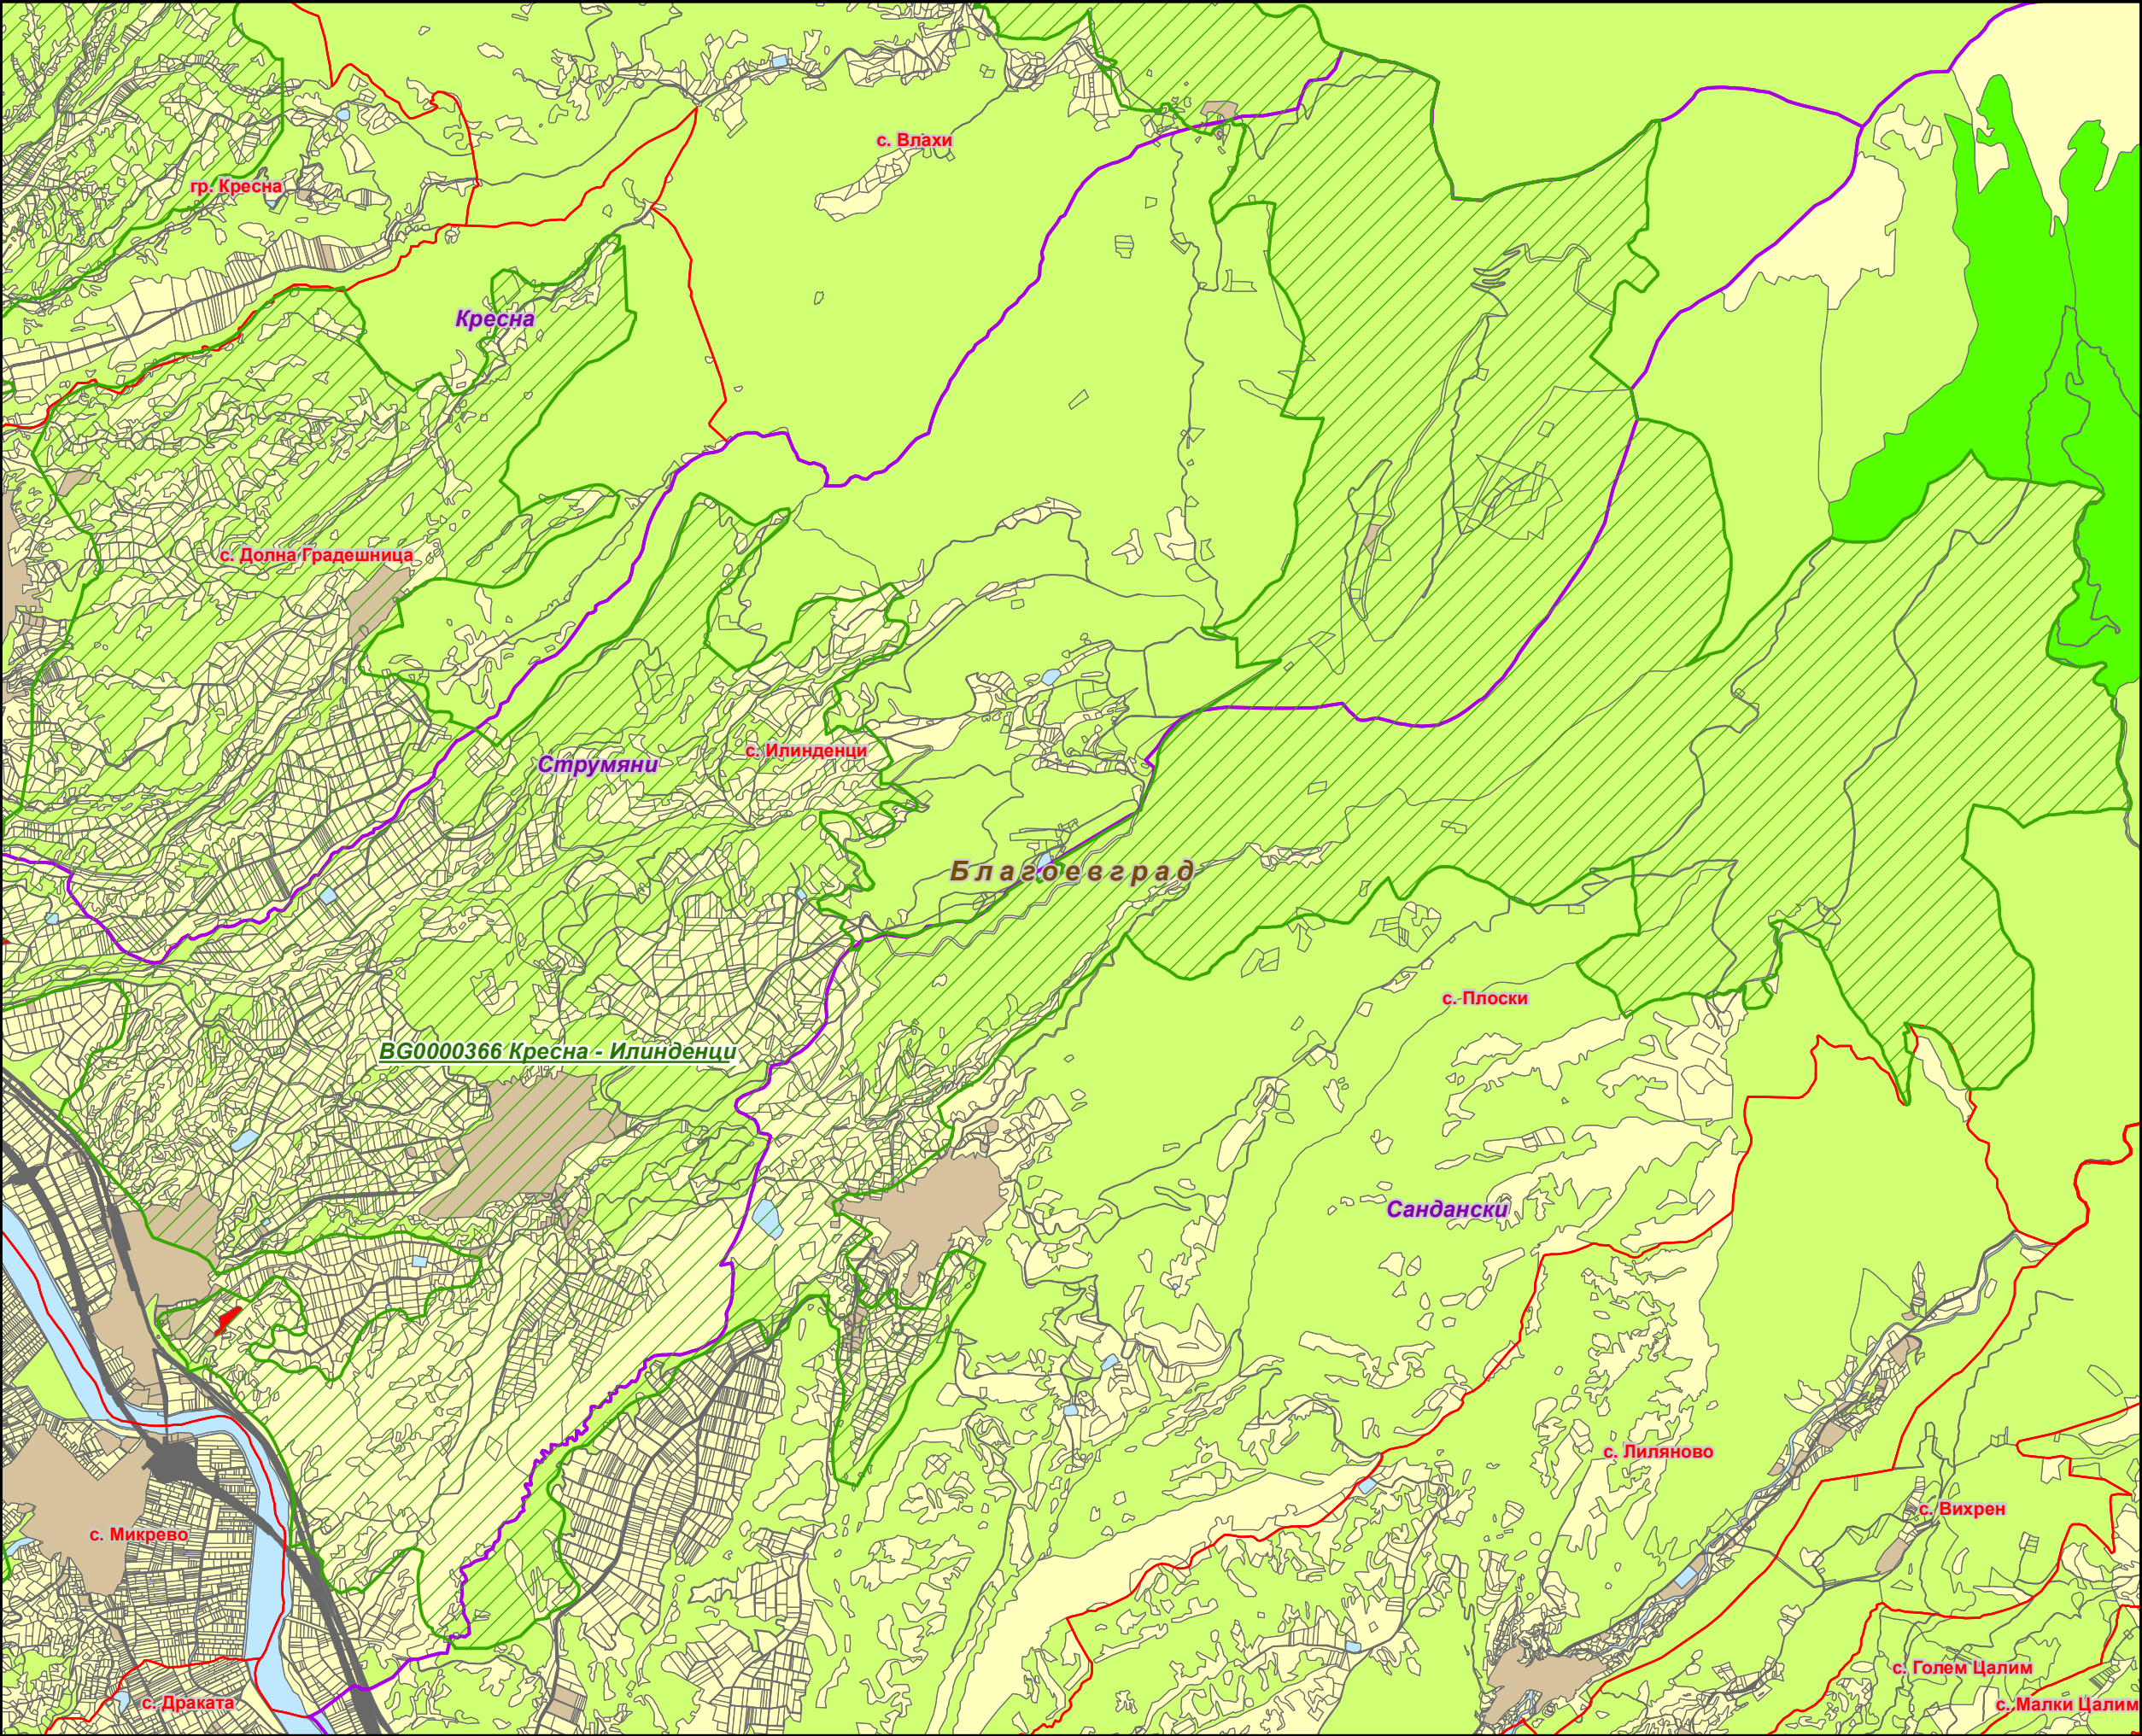 с. Влахи
гр. Кресна
Кресна
с. Долна Градешница
Струмяни
с. Илинденци
Благоевград
с. Плоски
BG0000366 Кресна - Илинденци
Сандански
с. Лиляново
с. Вихрен
с. Микрево
с. Голем Цалим
с. Драката
с. Малки Цалим